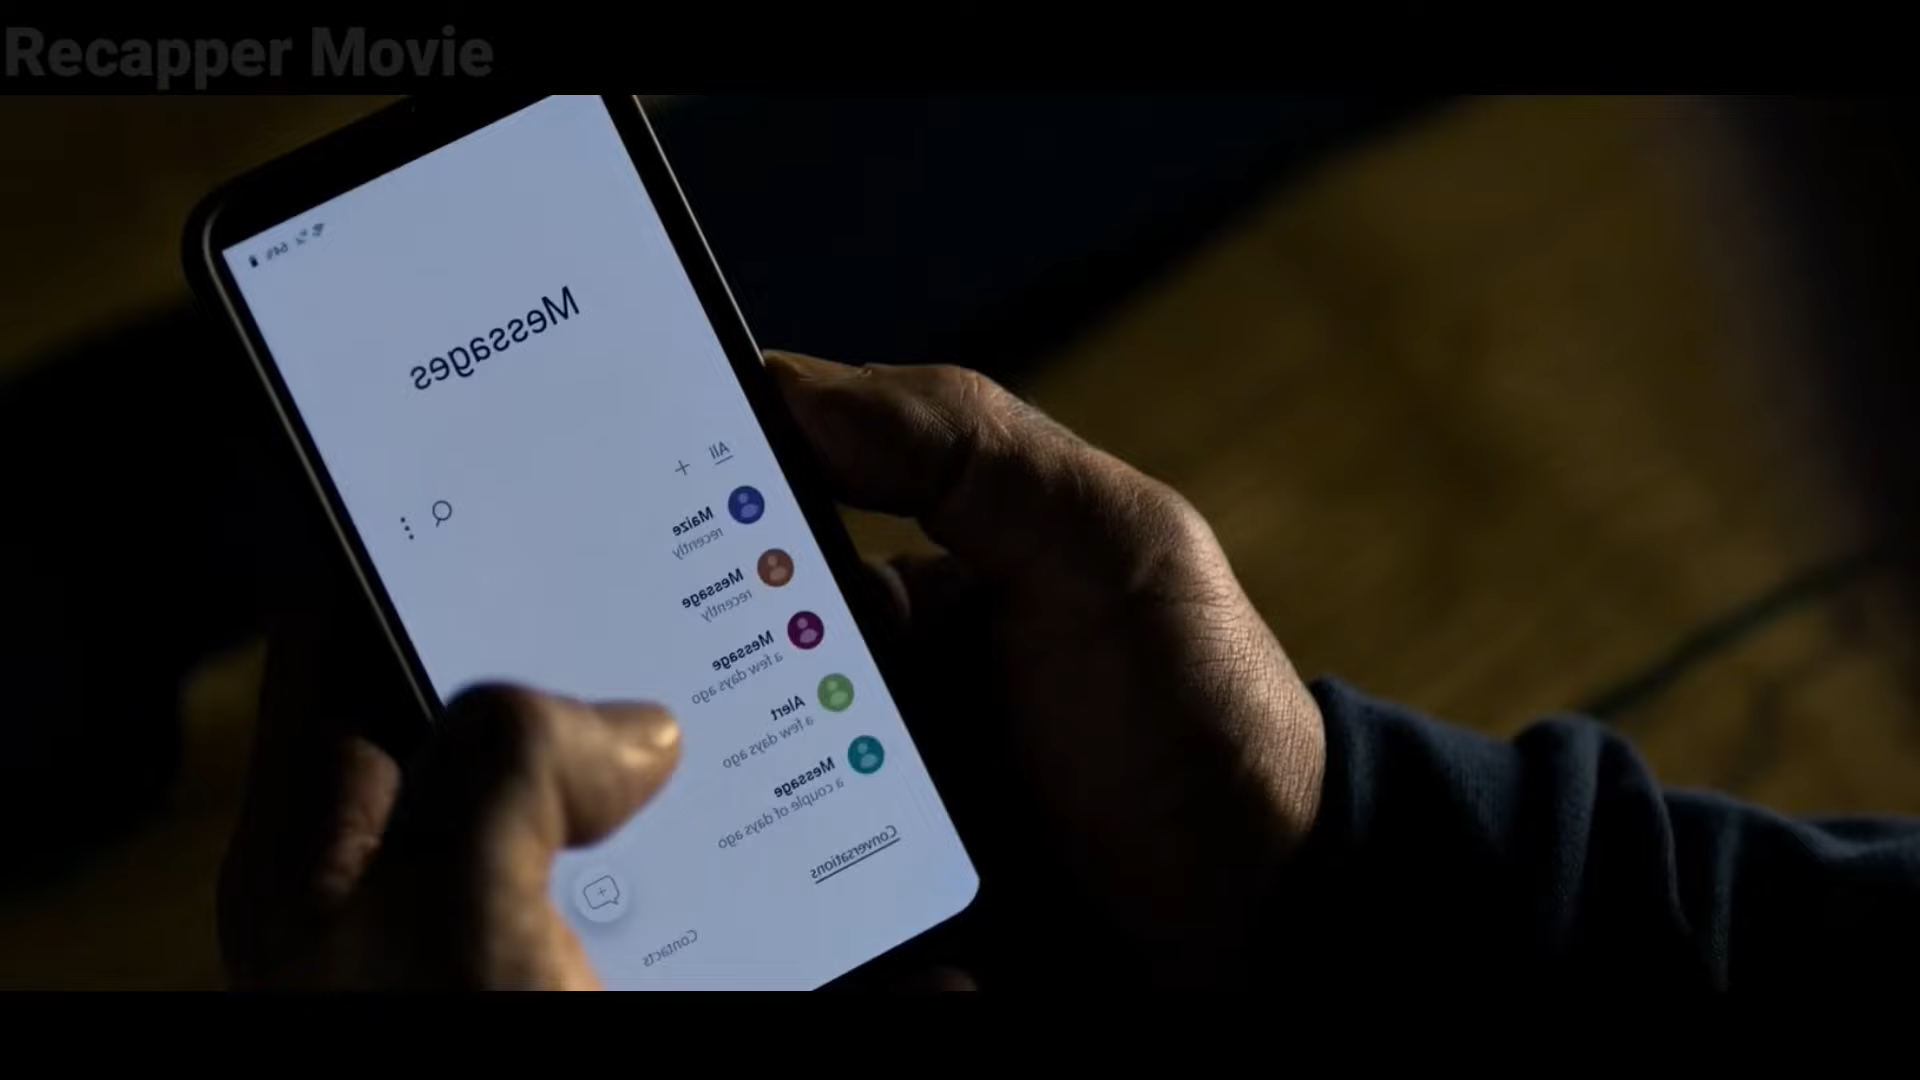 Recapper Movie
64%
Messages
All +
Maize
recently
Message
recently
Message
a few days ago
Alert
a few days ago
Message
a couple of days ago
Conversations
Contacts